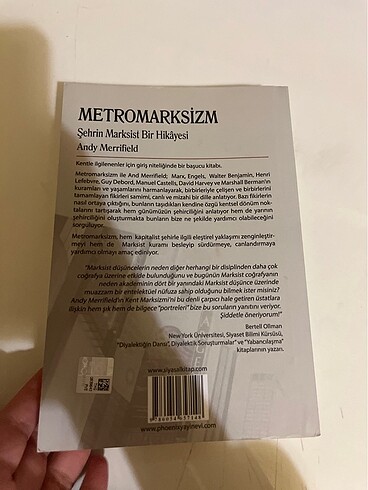 METROMARKSİZM
Şehrin Marksist Bir Hikâyesi
Andy Merrifield
Kentle ilgilenenler için giriş niteliğinde bir başucu kitabı.
Metromarksizm ile And Merrifield; Marx, Engels, Walter Benjamin, Henri
Lefebvre, Guy Debord, Manuel Castells, David Harvey ve Marshall Berman'ın
kuramları ve yaşamlarını harmanlayarak, birbirleriyle çelişen ve birbirlerini
tamamlayan fikirleri samimi, canlı ve mizahi bir dille anlatıyor. Bazı fikirlerin
nasıl ortaya çıktığını, bunların taşıdıkları kendine özgü kentsel dönüm nok-
talarını tartışarak hem günümüzün şehirciliğini anlatıyor hem de yarının
şehirciliğini oluşturmakta bunların bize ne şekilde yardımcı olabileceğini
sorguluyor.
Metromarksizm, hem kapitalist şehirle ilgili eleştirel yaklaşımı zenginleştir-
meyi hem de Marksist kuramı besleyip sürdürmeye, canlandırmaya
yardımcı olmayı amaç ediniyor.
"Marksist düşüncelerin neden diğer herhangi bir disiplinden daha çok
coğrafya üzerine etkide bulunduğunu ve bugünün Marksist coğrafyanın
neden akademinin dört bir yanındaki Marksist düşünce üzerinde
muazzam bir entelektüel nüfuza sahip olduğunu bilmek ister misiniz?
Andy Merrifield'ın Kent Marksizmi'ni bu denli çarpıcı hale getiren üstatlara
ilişkin hem şık hem de bilgece "portreleri" bize bu soruların yanıtını veriyor.
Şiddetle öneriyorum!"
Bertell Ollman
New York Üniversitesi, Siyaset Bilimi Kürsüsü,
"Diyalektiğin Dansı", Diyalektik Soruşturmalar" ve "Yabancılaşma"
kitaplarının yazarı.
www.siyasalkitap.com
www.phoenixyayinevi.com